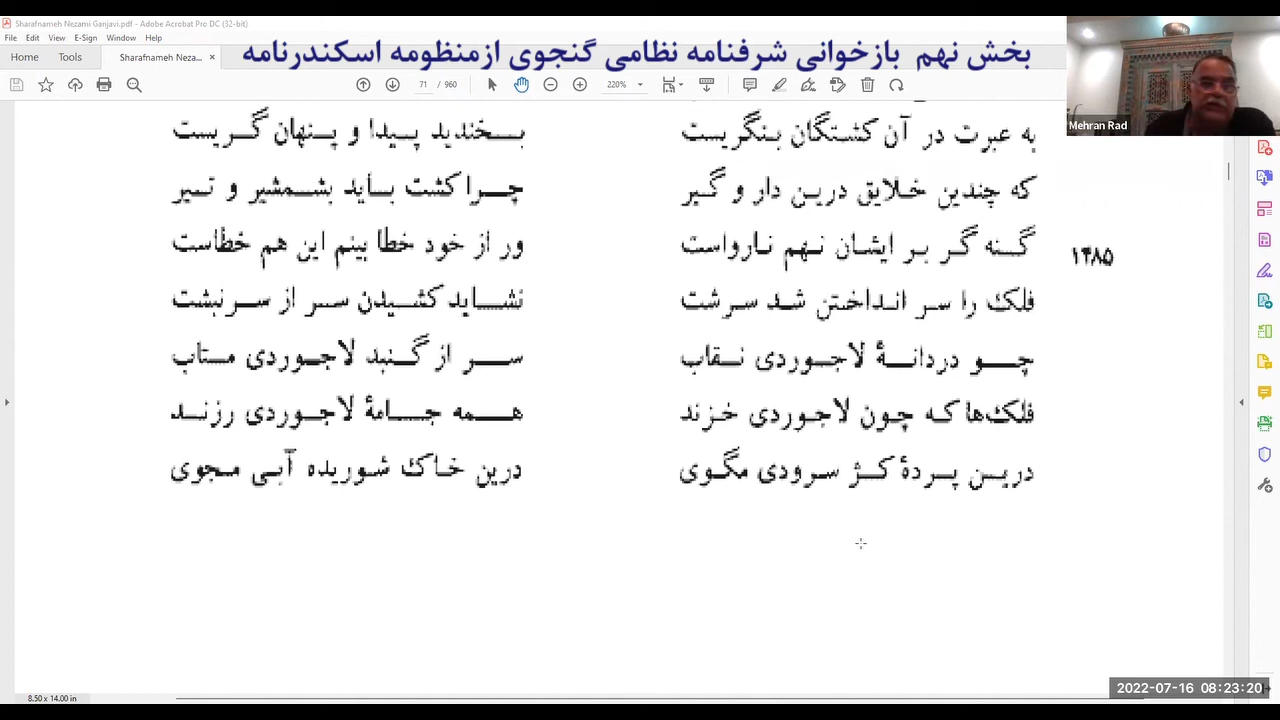 Sharafnameh Nezami Ganjavi.pdf - Adobe Acrobat Pro DC (32-bit)
File Edit View E-Sign Window Help
Home Tools Sharafnameh Neza... ×
بخش نهم بازخوانی شرفنامه نظامی گنجوی ازمنظومه اسکندرنامه
71 / 960 220%
Mehran Rad
به عبرت در آن کشتگان بنگریست بخندید پیدا و پنهان گریست
که چندین خلایق درین دار و گیر چرا کشت باید بشمشیر و تیر
۱۴۸۵ گنه گر بر ایشان نهم نارواست ور از خود خطا بینم این هم خطاست
فلک را سر انداختن شد سرشت نشاید کشیدن سر از سرنبشت
چو دردانهٔ لاجوردی نقاب سر از گنبد لاجوردی متاب
فلک‌ها که چون لاجوردی خزند همه جامهٔ لاجوردی رزند
درین پردهٔ کژ سرودی مگوی درین خاک شوریده آبی مجوی
8.50 x 14.00 in
2022-07-16 08:23:20